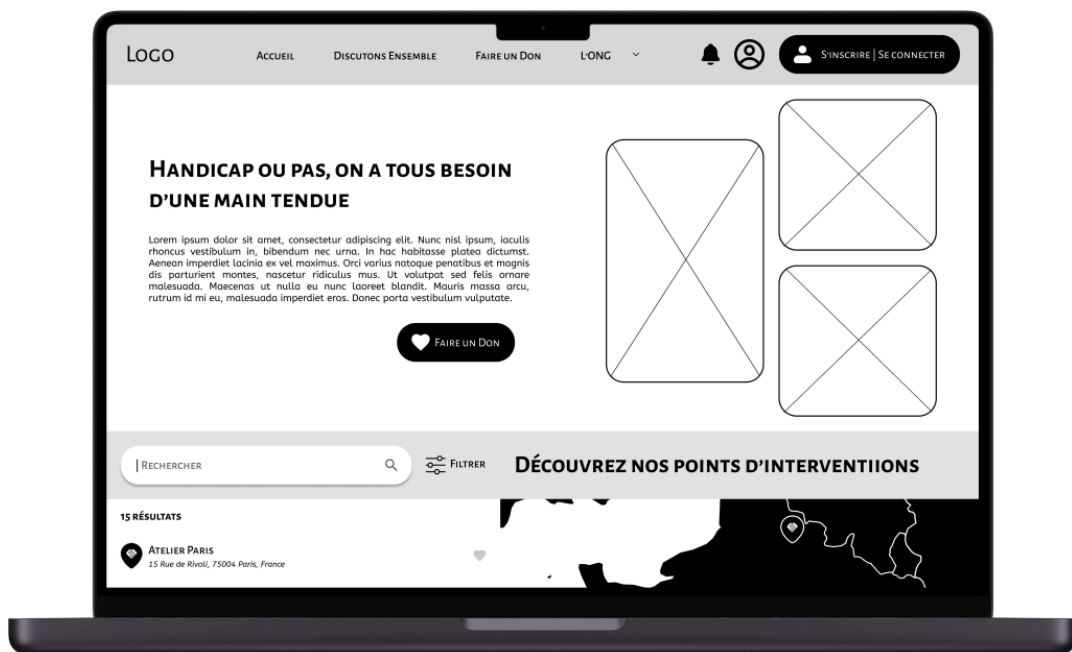 Logo
Accueil
Discutons Ensemble
Faire un Don
L'ONG
S'inscrire | Se connecter
Handicap ou pas, on a tous besoin
d'une main tendue
Lorem ipsum dolor sit amet, consectetur adipiscing elit. Nunc nisl ipsum, iaculis
rhoncus vestibulum in, bibendum nec urna. In hac habitasse platea dictumst.
Aenean imperdiet lacinia ex vel maximus. Orci varius natoque penatibus et magnis
dis parturient montes, nascetur ridiculus mus. Ut volutpat sed felis ornare
malesuada. Maecenas ut nulla eu nunc laoreet blandit. Mauris massa arcu,
rutrum id mi eu, malesuada imperdiet eros. Donec porta vestibulum vulputate.
Faire un Don
Rechercher
Filtrer
Découvrez nos points d'interventiions
15 résultats
Atelier Paris
15 Rue de Rivoli, 75004 Paris, France